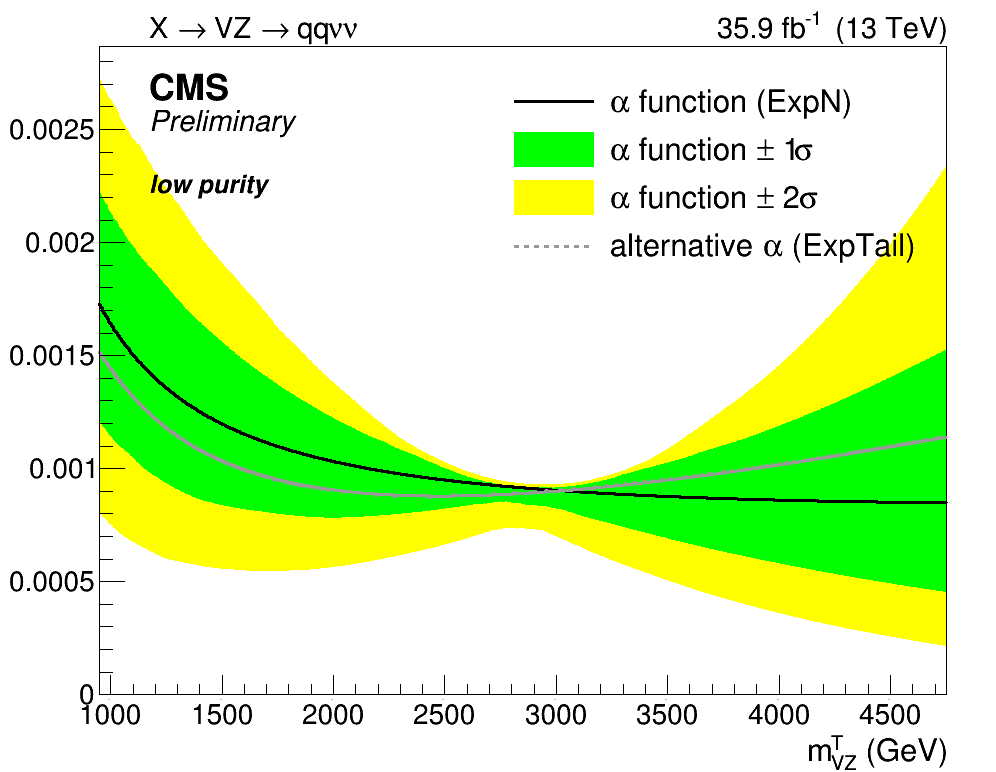 X → VZ → qqνν
35.9 fb⁻¹ (13 TeV)
CMS
Preliminary
low purity
α function (ExpN)
α function ± 1σ
α function ± 2σ
alternative α (ExpTail)
0.0025
0.002
0.0015
0.001
0.0005
0
1000 1500 2000 2500 3000 3500 4000 4500
m^T_VZ (GeV)